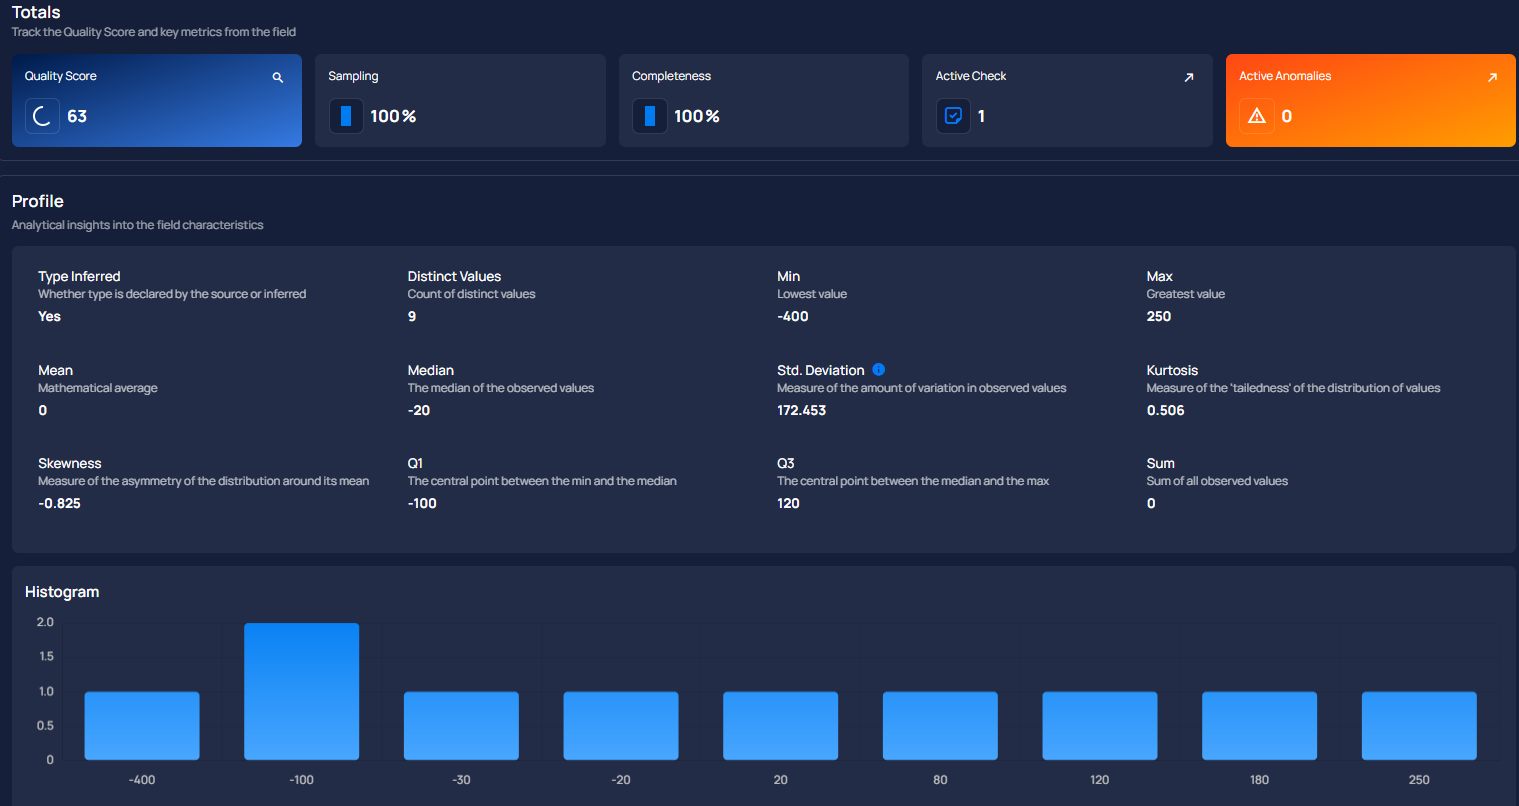 Totals
Track the Quality Score and key metrics from the field
Quality Score
63
Sampling
100%
Completeness
100%
Active Check
1
Active Anomalies
0
Profile
Analytical insights into the field characteristics
Type Inferred
Whether type is declared by the source or inferred
Yes
Distinct Values
Count of distinct values
9
Min
Lowest value
-400
Max
Greatest value
250
Mean
Mathematical average
0
Median
The median of the observed values
-20
Std. Deviation
Measure of the amount of variation in observed values
172.453
Kurtosis
Measure of the 'tailedness' of the distribution of values
0.506
Skewness
Measure of the asymmetry of the distribution around its mean
-0.825
Q1
The central point between the min and the median
-100
Q3
The central point between the median and the max
120
Sum
Sum of all observed values
0
Histogram
2.0
1.5
1.0
0.5
0
-400 -100 -30 -20 20 80 120 180 250